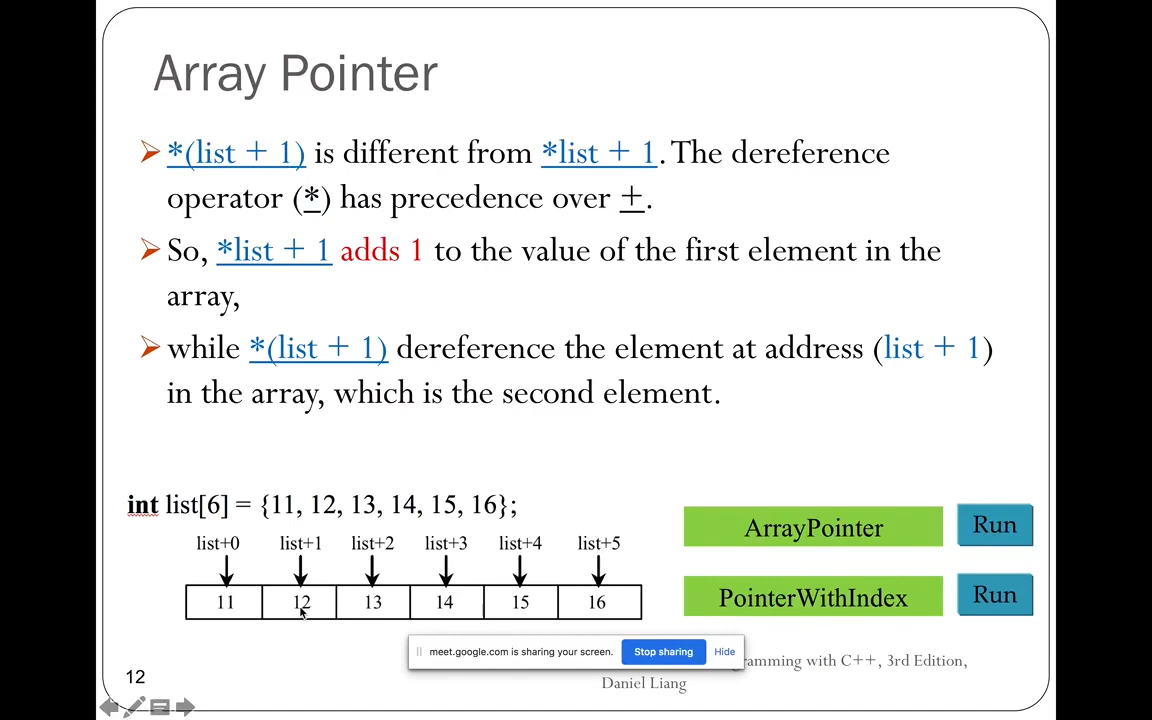 Array Pointer
*(list + 1) is different from *list + 1. The dereference
operator (*) has precedence over +.
So, *list + 1 adds 1 to the value of the first element in the
array,
while *(list + 1) dereference the element at address (list + 1)
in the array, which is the second element.
int list[6] = {11, 12, 13, 14, 15, 16};
list+0 list+1 list+2 list+3 list+4 list+5
11 12 13 14 15 16
ArrayPointer Run
PointerWithIndex Run
meet.google.com is sharing your screen. Stop sharing Hide
with C++, 3rd Edition,
Daniel Liang
12